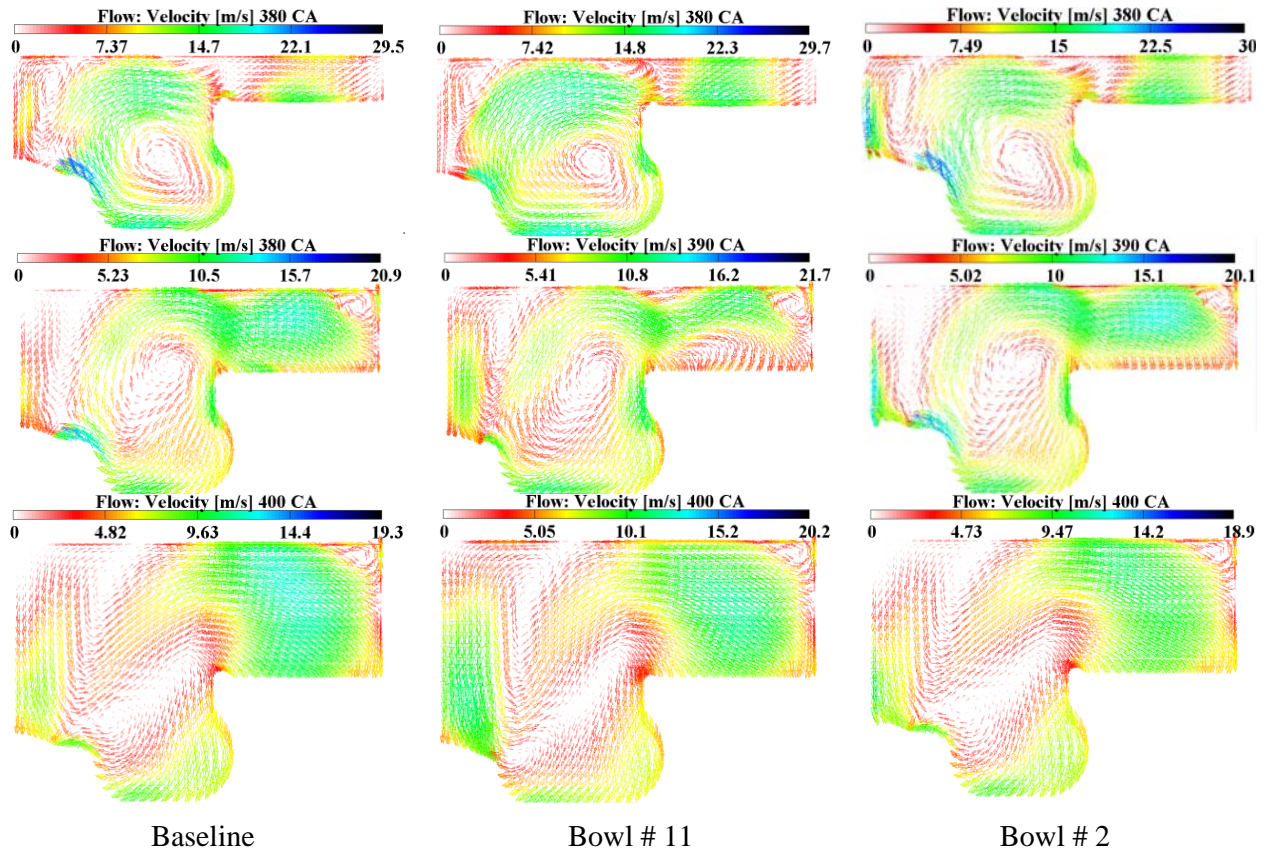 Flow: Velocity [m/s] 380 CA
0 7.37 14.7 22.1 29.5
Flow: Velocity [m/s] 380 CA
0 7.42 14.8 22.3 29.7
Flow: Velocity [m/s] 380 CA
0 7.49 15 22.5 30
Flow: Velocity [m/s] 380 CA
0 5.23 10.5 15.7 20.9
Flow: Velocity [m/s] 390 CA
0 5.41 10.8 16.2 21.7
Flow: Velocity [m/s] 390 CA
0 5.02 10 15.1 20.1
Flow: Velocity [m/s] 400 CA
0 4.82 9.63 14.4 19.3
Flow: Velocity [m/s] 400 CA
0 5.05 10.1 15.2 20.2
Flow: Velocity [m/s] 400 CA
0 4.73 9.47 14.2 18.9
Baseline
Bowl # 11
Bowl # 2